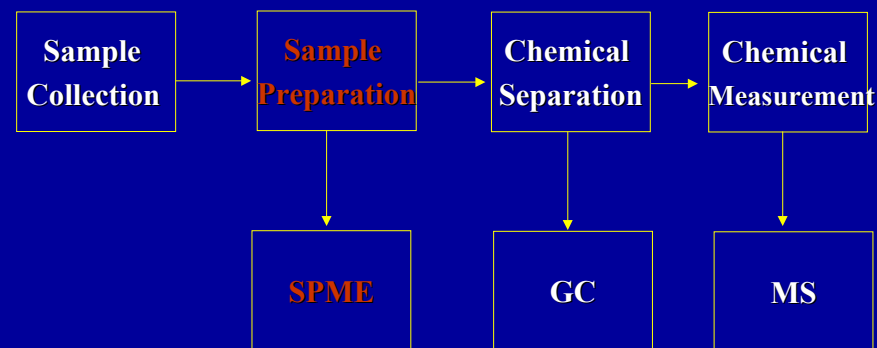 Sample
Collection
Sample
Preparation
Chemical
Separation
Chemical
Measurement
SPME
GC
MS